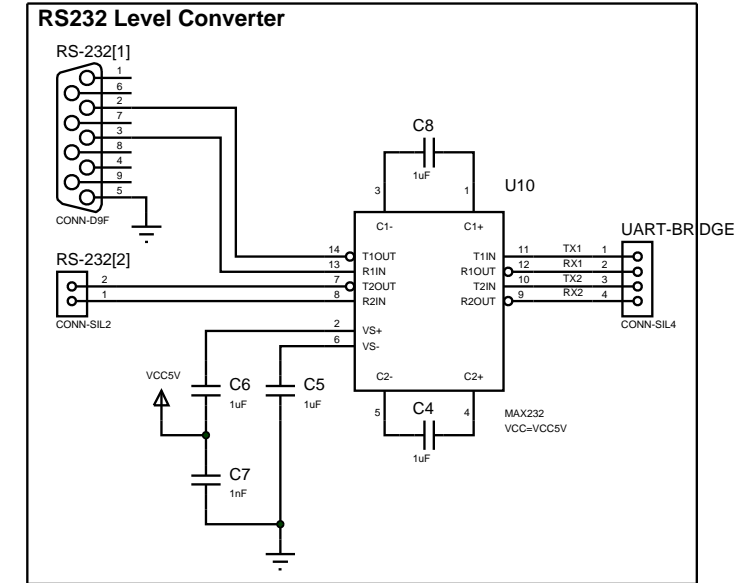 RS232 Level Converter
RS-232[1]
1
6
2
7
3
8
4
9
5
CONN-D9F
RS-232[2]
2
1
CONN-SIL2
C8
1uF
3
1
U10
C1-
C1+
14
T1OUT
13
R1IN
7
T2OUT
8
R2IN
2
VS+
6
VS-
T1IN
11
TX1
1
R1OUT
12
RX1
2
T2IN
10
TX2
3
R2OUT
9
RX2
4
UART-BRIDGE
CONN-SIL4
C2-
C2+
5
4
C4
1uF
MAX232
VCC=VCC5V
VCC5V
C6
1uF
C5
1uF
C7
1nF